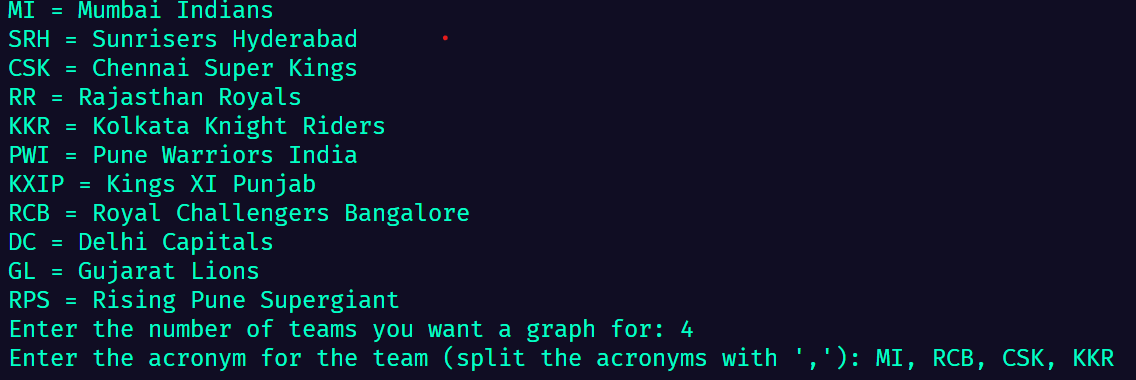 MI = Mumbai Indians
SRH = Sunrisers Hyderabad
CSK = Chennai Super Kings
RR = Rajasthan Royals
KKR = Kolkata Knight Riders
PWI = Pune Warriors India
KXIP = Kings XI Punjab
RCB = Royal Challengers Bangalore
DC = Delhi Capitals
GL = Gujarat Lions
RPS = Rising Pune Supergiant
Enter the number of teams you want a graph for: 4
Enter the acronym for the team (split the acronyms with ','): MI, RCB, CSK, KKR